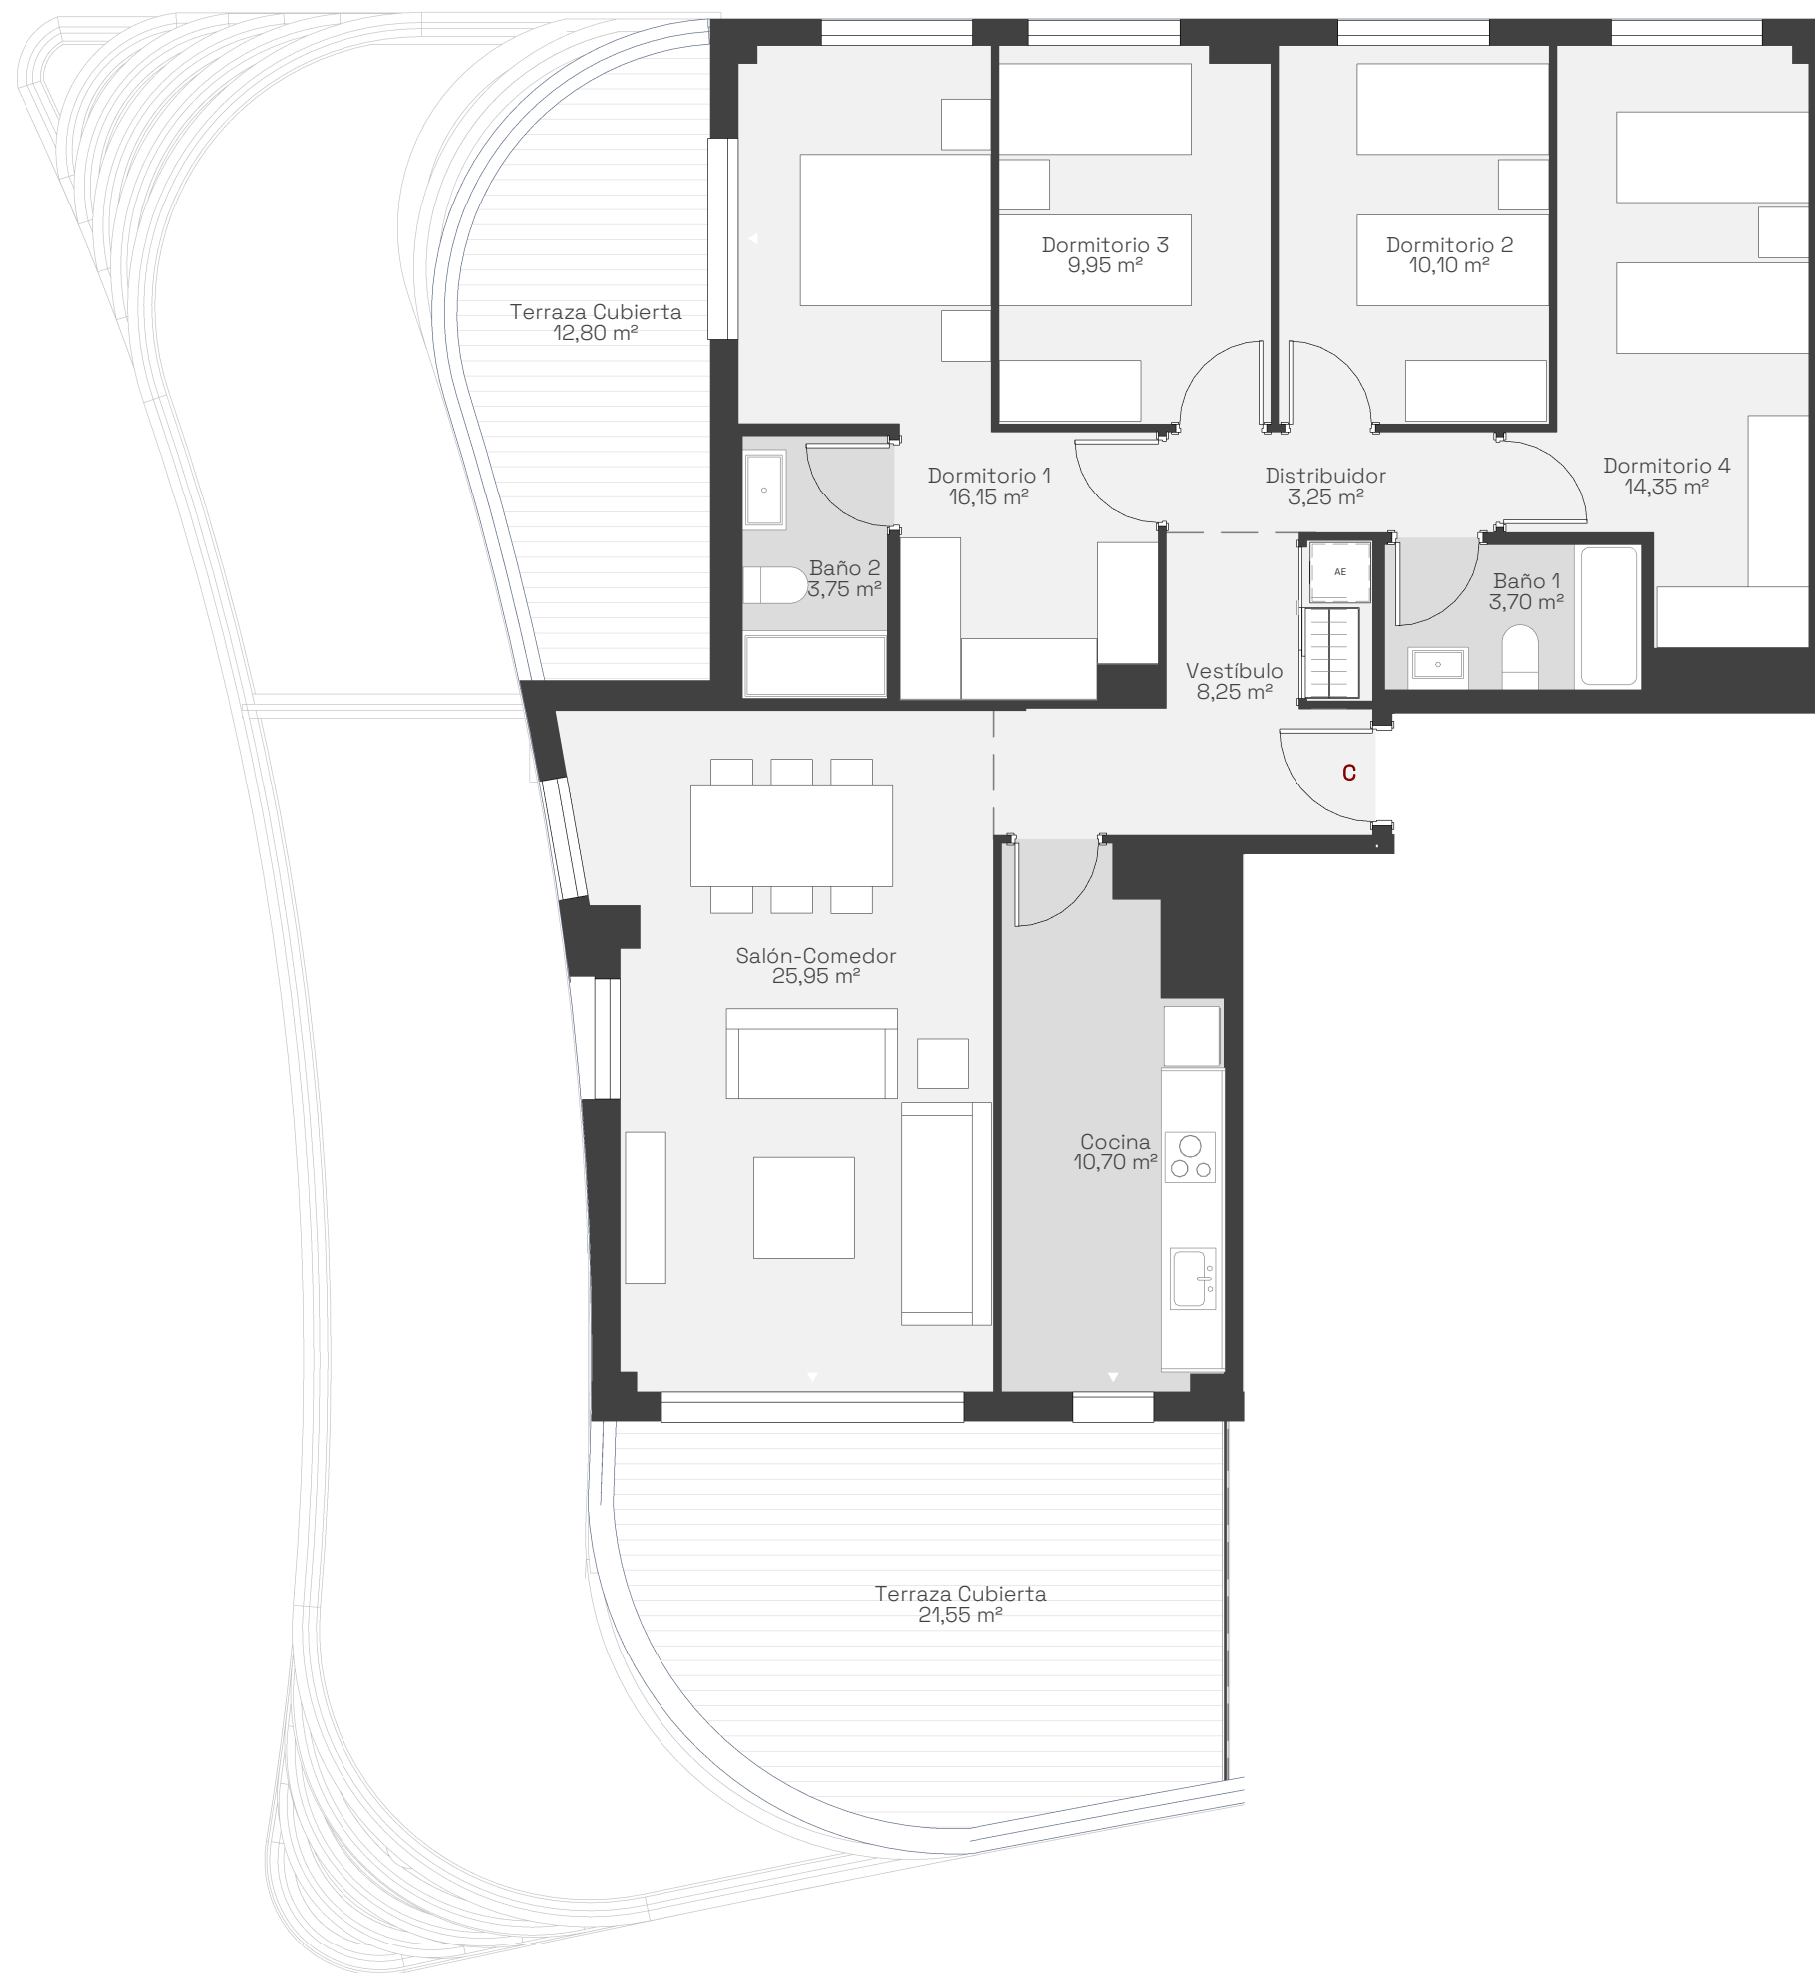 Dormitorio 3
9,95 m²
Dormitorio 2
10,10 m²
Terraza Cubierta
12,80 m²
Dormitorio 1
16,15 m²
Distribuidor
3,25 m²
Dormitorio 4
14,35 m²
Baño 2
3,75 m²
AE
Baño 1
3,70 m²
Vestíbulo
8,25 m²
C
Salón-Comedor
25,95 m²
Cocina
10,70 m²
Terraza Cubierta
21,55 m²